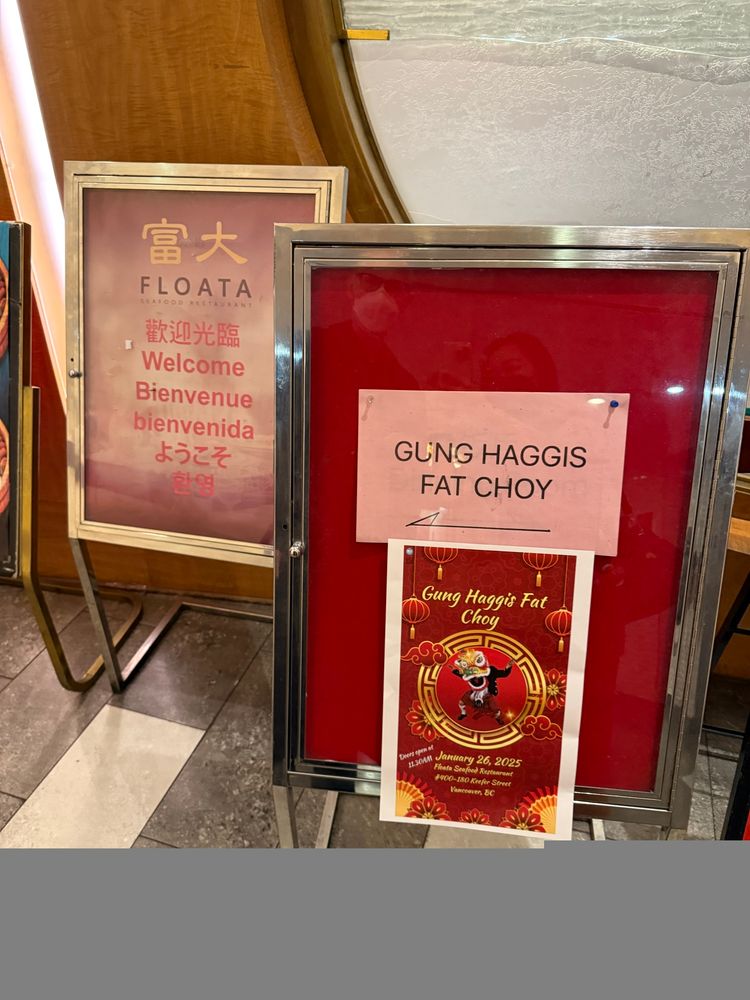 富大
FLOATA
SEAFOOD RESTAURANT
歡迎光臨
Welcome
Bienvenue
bienvenida
ようこそ
환영
GUNG HAGGIS
FAT CHOY
Gung Haggis Fat
Choy
Doors open at
11.30AM
January 26, 2025
Floata Seafood Restaurant
#400-180 Keefer Street
Vancouver, BC